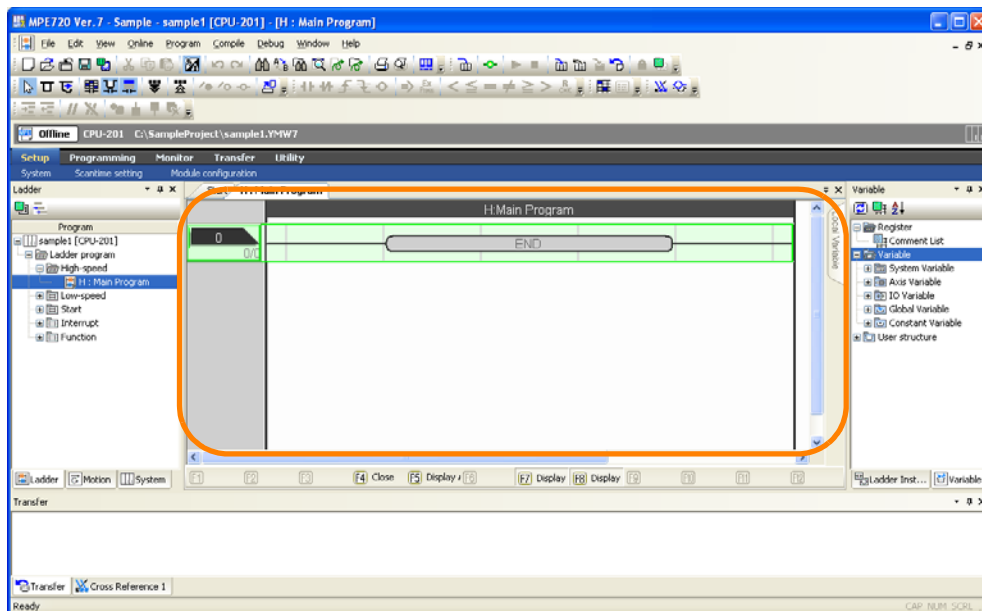 MPE720 Ver. 7 - Sample - sample1 [CPU-201] - [H : Main Program]
File Edit View Online Program Compile Debug Window Help
Offline CPU-201 C:\SampleProject\sample1.YMW7
Setup Programming Monitor Transfer Utility
System Scantime setting Module configuration
Ladder
Program
sample1 [CPU-201]
Ladder program
High-speed
H : Main Program
Low-speed
Start
Interrupt
Function
Start H : Main Program
H:Main Program
0
0/0
END
Local Variable
Variable
Register
Comment List
Variable
System Variable
Axis Variable
IO Variable
Global Variable
Constant Variable
User structure
Ladder Motion System
F1 F2 F3 F4 Close F5 Display F6 F7 Display F8 Display F9 F10 F11 F12
Ladder Inst... Variable
Transfer
Transfer Cross Reference 1
Ready
CAP NUM SCRL